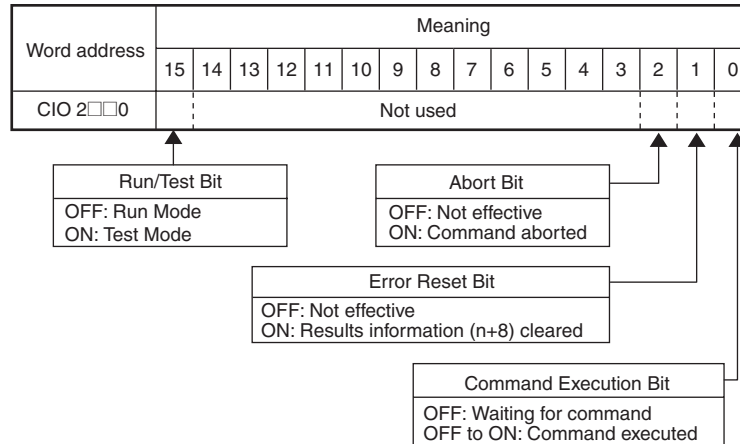 Word address
Meaning
15 14 13 12 11 10 9 8 7 6 5 4 3 2 1 0
CIO 2□□0
Not used
Run/Test Bit
OFF: Run Mode
ON: Test Mode
Abort Bit
OFF: Not effective
ON: Command aborted
Error Reset Bit
OFF: Not effective
ON: Results information (n+8) cleared
Command Execution Bit
OFF: Waiting for command
OFF to ON: Command executed